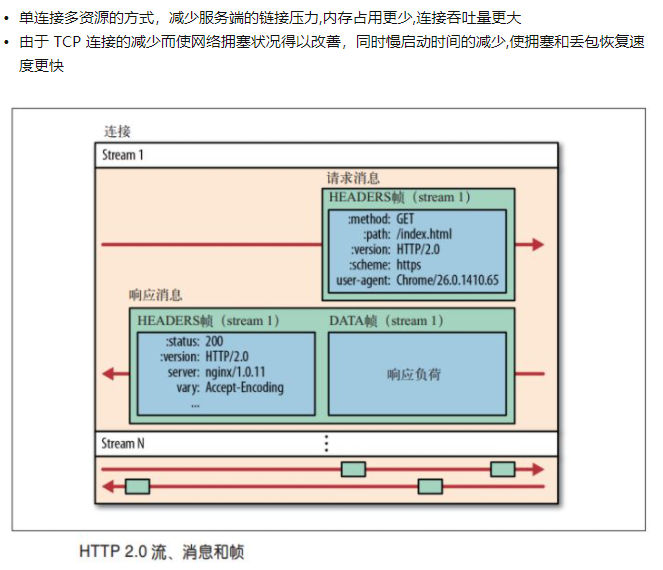 • 单连接多资源的方式，减少服务端的链接压力,内存占用更少,连接吞吐量更大
• 由于 TCP 连接的减少而使网络拥塞状况得以改善，同时慢启动时间的减少,使拥塞和丢包恢复速
度更快
连接
Stream 1
请求消息
HEADERS帧（stream 1）
:method: GET
:path: /index.html
:version: HTTP/2.0
:scheme: https
user-agent: Chrome/26.0.1410.65
响应消息
HEADERS帧（stream 1）
:status: 200
:version: HTTP/2.0
server: nginx/1.0.11
vary: Accept-Encoding
...
DATA帧（stream 1）
响应负荷
Stream N
HTTP 2.0 流、消息和帧